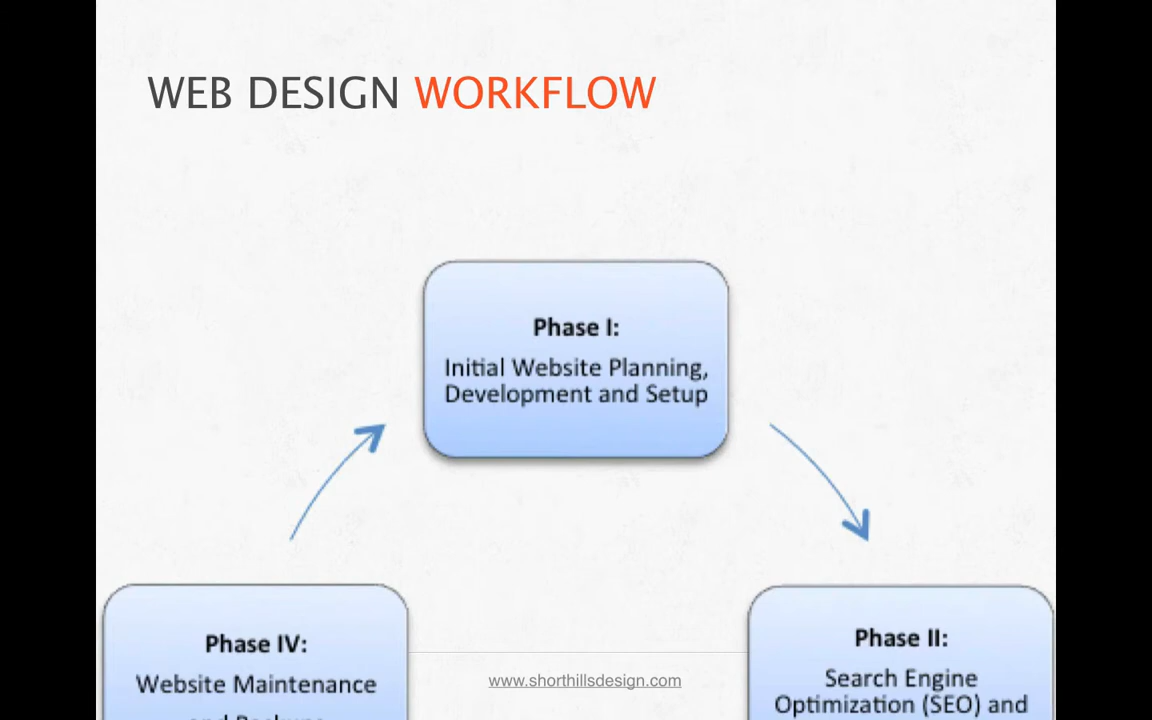 WEB DESIGN WORKFLOW
Phase I:
Initial Website Planning,
Development and Setup
Phase IV:
Website Maintenance
Phase II:
Search Engine
Optimization (SEO) and
www.shorthillsdesign.com